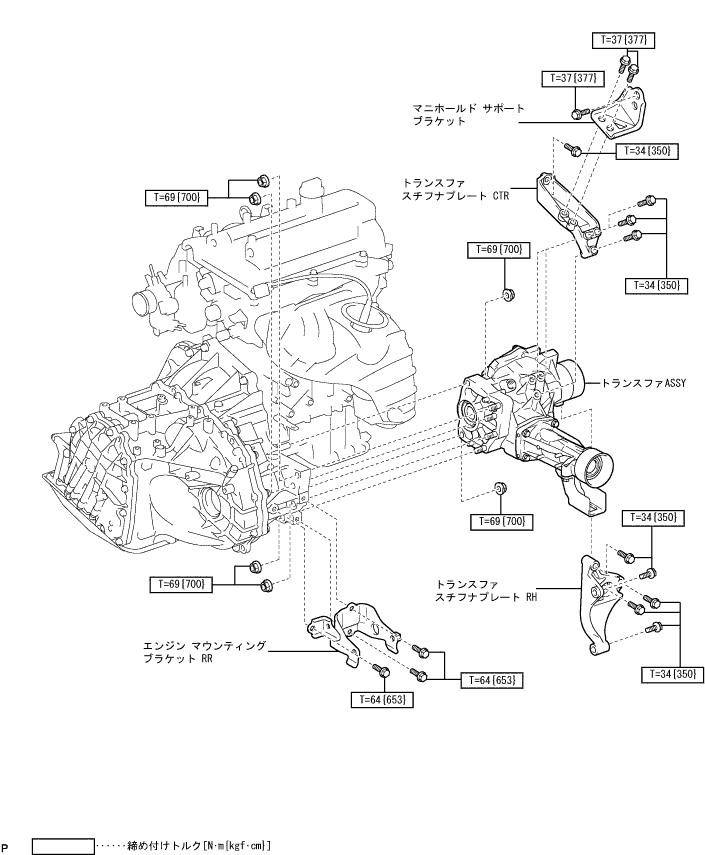 T=37{377}
T=37{377}
マニホールド サポート
ブラケット
T=34{350}
トランスファ
スチフナプレート CTR
T=69{700}
T=69{700}
T=34{350}
トランスファASSY
T=69{700}
T=34{350}
T=69{700}
トランスファ
スチフナプレート RH
エンジン マウンティング
ブラケット RR
T=64{653}
T=34{350}
T=64{653}
P
······締め付けトルク[N·m{kgf·cm}]